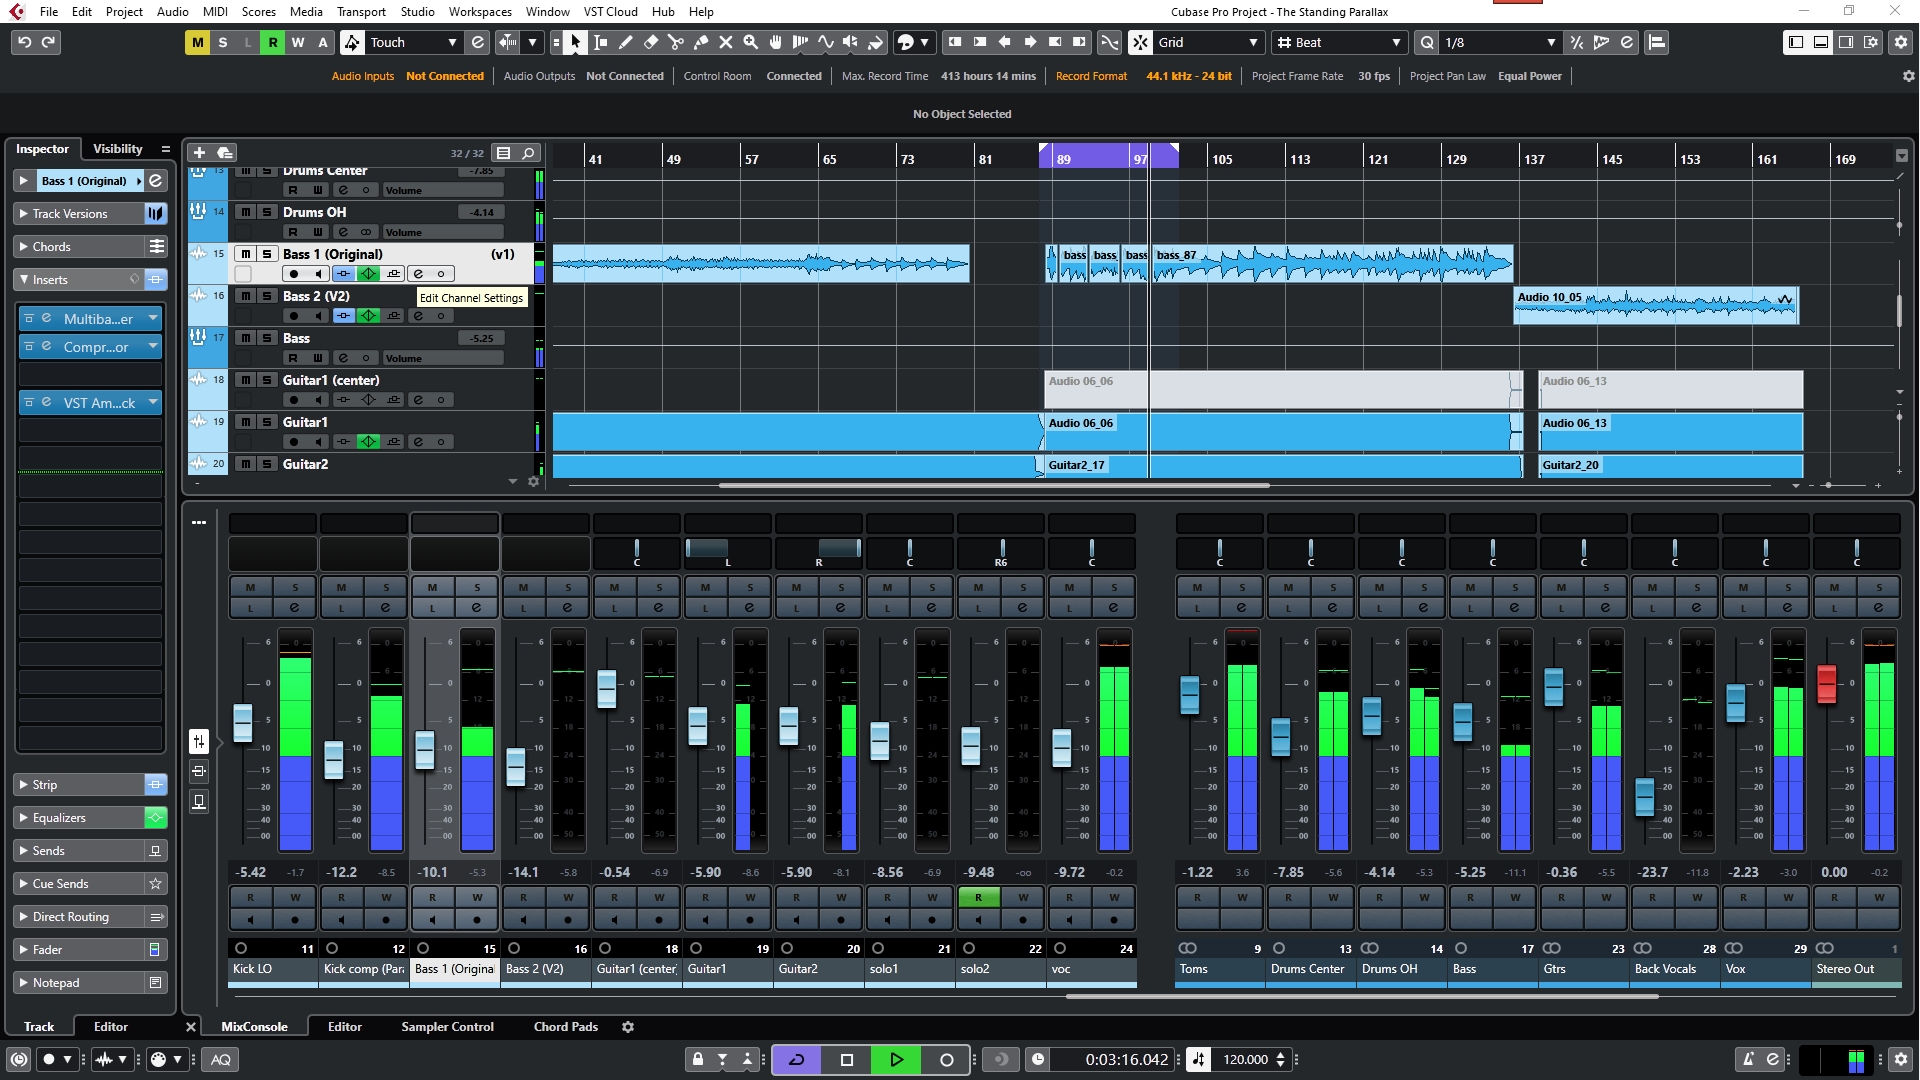 File Edit Project Audio MIDI Scores Media Transport Studio Workspaces Window VST Cloud Hub Help
Cubase Pro Project - The Standing Parallax
M S L R W A Touch Grid Beat Q 1/8
Audio Inputs Not Connected Audio Outputs Not Connected Control Room Connected Max. Record Time 413 hours 14 mins Record Format 44.1 kHz - 24 bit Project Frame Rate 30 fps Project Pan Law Equal Power
No Object Selected
Inspector Visibility
32 / 32
41 49 57 65 73 81 89 97 105 113 121 129 137 145 153 161 169
Bass 1 (Original)
Track Versions
Chords
Inserts
Multiba...er
Compr...or
VST Am...ck
Strip
Equalizers
Sends
Cue Sends
Direct Routing
Fader
Notepad
13 m S Drums Center -7.85
R W e Volume
14 m S Drums OH -4.14
R W e Volume
15 m S Bass 1 (Original) (v1)
bass bass_ bass bass_87
Edit Channel Settings
16 m S Bass 2 (V2)
Audio 10_05
17 m S Bass -5.25
R W e Volume
18 m S Guitar1 (center)
Audio 06_06 Audio 06_13
19 m S Guitar1
Audio 06_06 Audio 06_13
20 m S Guitar2
Guitar2_17 Guitar2_20
C L R C R6 C C C C C C C C C
M S M S M S M S M S M S M S M S M S M S M S M S M S M S M S M S M S M S
L e L e L e L e L e L e L e L e L e L e L e L e L e L e L e L e L e L e
6 0 5 10 15 20 30 40 00
-5.42 -1.7 -12.2 -8.5 -10.1 -5.3 -14.1 -5.8 -0.54 -6.9 -5.90 -8.6 -5.90 -8.1 -8.56 -6.9 -9.48 -oo -9.72 -0.2 -1.22 3.6 -7.85 -5.6 -4.14 -5.3 -5.25 -11.1 -0.36 -5.5 -23.7 -11.8 -2.23 -3.0 0.00 -0.2
R W R W R W R W R W R W R W R W R W R W R W R W R W R W R W R W R W R W
11 12 15 16 18 19 20 21 22 24 9 13 14 17 23 28 29 1
Kick LO Kick comp (Par Bass 1 (Origina Bass 2 (V2) Guitar1 (center Guitar1 Guitar2 solo1 solo2 voc Toms Drums Center Drums OH Bass Gtrs Back Vocals Vox Stereo Out
Track Editor MixConsole Editor Sampler Control Chord Pads
AQ 0:03:16.042 120.000